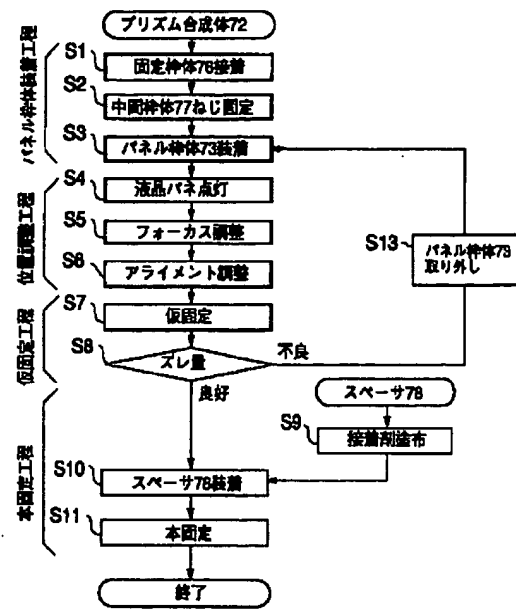 プリズム合成体72
S1
固定枠体76接着
S2
中間枠体77ねじ固定
S3
パネル枠体73装着
パネル枠体装着工程
S4
液晶パネ点灯
S5
フォーカス調整
S6
アライメント調整
位置調整工程
S13
パネル枠体73
取り外し
S7
仮固定
仮固定工程
S8
ズレ量
不良
良好
スペーサ78
S9
接着剤塗布
S10
スペーサ78装着
S11
本固定
本固定工程
終了